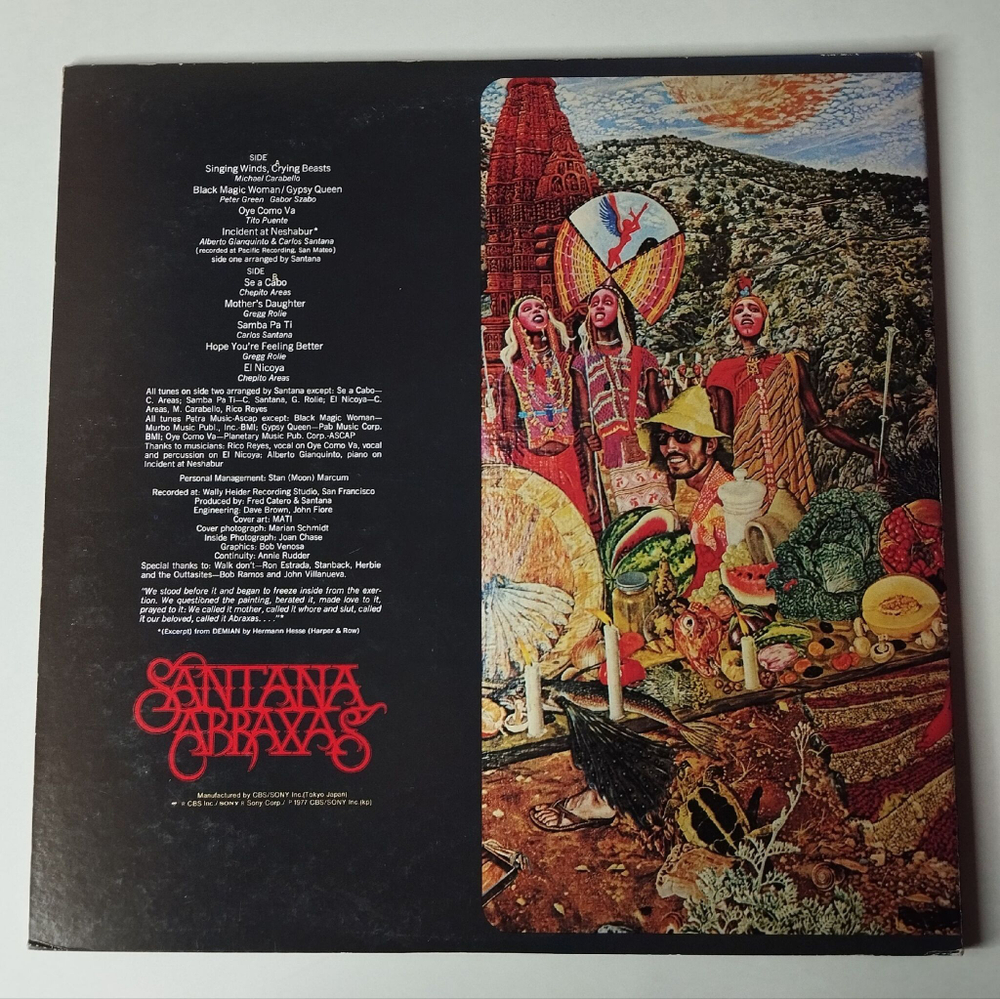 SIDE A
Singing Winds, Crying Beasts
Michael Carabello
Black Magic Woman/Gypsy Queen
Peter Green Gabor Szabo
Oye Como Va
Tito Puente
Incident at Neshabur*
Alberto Gianquinto & Carlos Santana
(recorded at Pacific Recording, San Mateo)
side one arranged by Santana
SIDE B
Se a Cabo
Chepito Areas
Mother's Daughter
Gregg Rolie
Samba Pa Ti
Carlos Santana
Hope You're Feeling Better
Gregg Rolie
El Nicoya
Chepito Areas
All tunes on side two arranged by Santana except: Se a Cabo—
C. Areas; Samba Pa Ti—C. Santana, G. Rolie; El Nicoya—C.
Areas, M. Carabello, Rico Reyes
All tunes Petra Music-Ascap except: Black Magic Woman—
Murbo Music Publ., Inc.-BMI; Gypsy Queen—Pab Music Corp.
BMI; Oye Como Va—Planetary Music Pub. Corp.-ASCAP
Thanks to musicians: Rico Reyes, vocal on Oye Como Va, vocal
and percussion on El Nicoya; Alberto Gianquinto, piano on
Incident at Neshabur
Personal Management: Stan (Moon) Marcum
Recorded at: Wally Heider Recording Studio, San Francisco
Produced by: Fred Catero & Santana
Engineering: Dave Brown, John Fiore
Cover art: MATI
Cover photograph: Marian Schmidt
Inside Photograph: Joan Chase
Graphics: Bob Venosa
Continuity: Annie Rudder
Special thanks to: Walk don't—Ron Estrada, Stanback, Herbie
and the Outtasites—Bob Ramos and John Villanueva.
"We stood before it and began to freeze inside from the exer-
tion. We questioned the painting, berated it, made love to it,
prayed to it: We called it mother, called it whore and slut, called
it our beloved, called it Abraxas. . . ."*
*(Excerpt) from DEMIAN by Hermann Hesse (Harper & Row)
SANTANA
ABRAXAS
Manufactured by CBS/SONY Inc.(Tokyo Japan)
® CBS Inc./SONY ® Sony Corp./ ℗ 1977 CBS/SONY Inc.(kp)